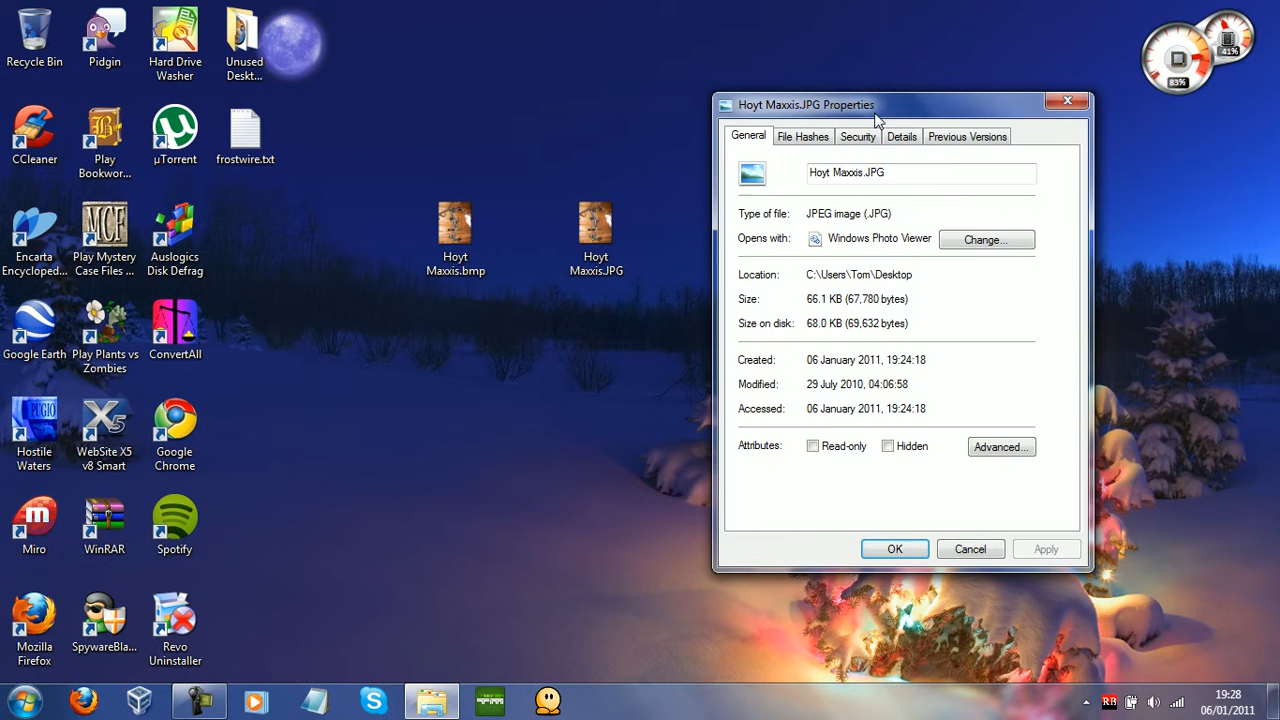 Recycle Bin
Pidgin
Hard Drive
Washer
Unused
Deskt...
CCleaner
Play
Bookwor...
µTorrent
frostwire.txt
Encarta
Encycloped...
MCF
Play Mystery
Case Files ...
Auslogics
Disk Defrag
Hoyt
Maxxis.bmp
Hoyt
Maxxis.JPG
Google Earth
Play Plants vs
Zombies
ConvertAll
PUGIO
Hostile
Waters
X5
WebSite X5
v8 Smart
Google
Chrome
Miro
WinRAR
Spotify
Mozilla
Firefox
SpywareBla...
Revo
Uninstaller
83%
41%
Hoyt Maxxis.JPG Properties
General
File Hashes
Security
Details
Previous Versions
Hoyt Maxxis.JPG
Type of file: JPEG image (.JPG)
Opens with: Windows Photo Viewer Change...
Location: C:\Users\Tom\Desktop
Size: 66.1 KB (67,780 bytes)
Size on disk: 68.0 KB (69,632 bytes)
Created: 06 January 2011, 19:24:18
Modified: 29 July 2010, 04:06:58
Accessed: 06 January 2011, 19:24:18
Attributes: Read-only Hidden Advanced...
OK Cancel Apply
RB
19:28
06/01/2011